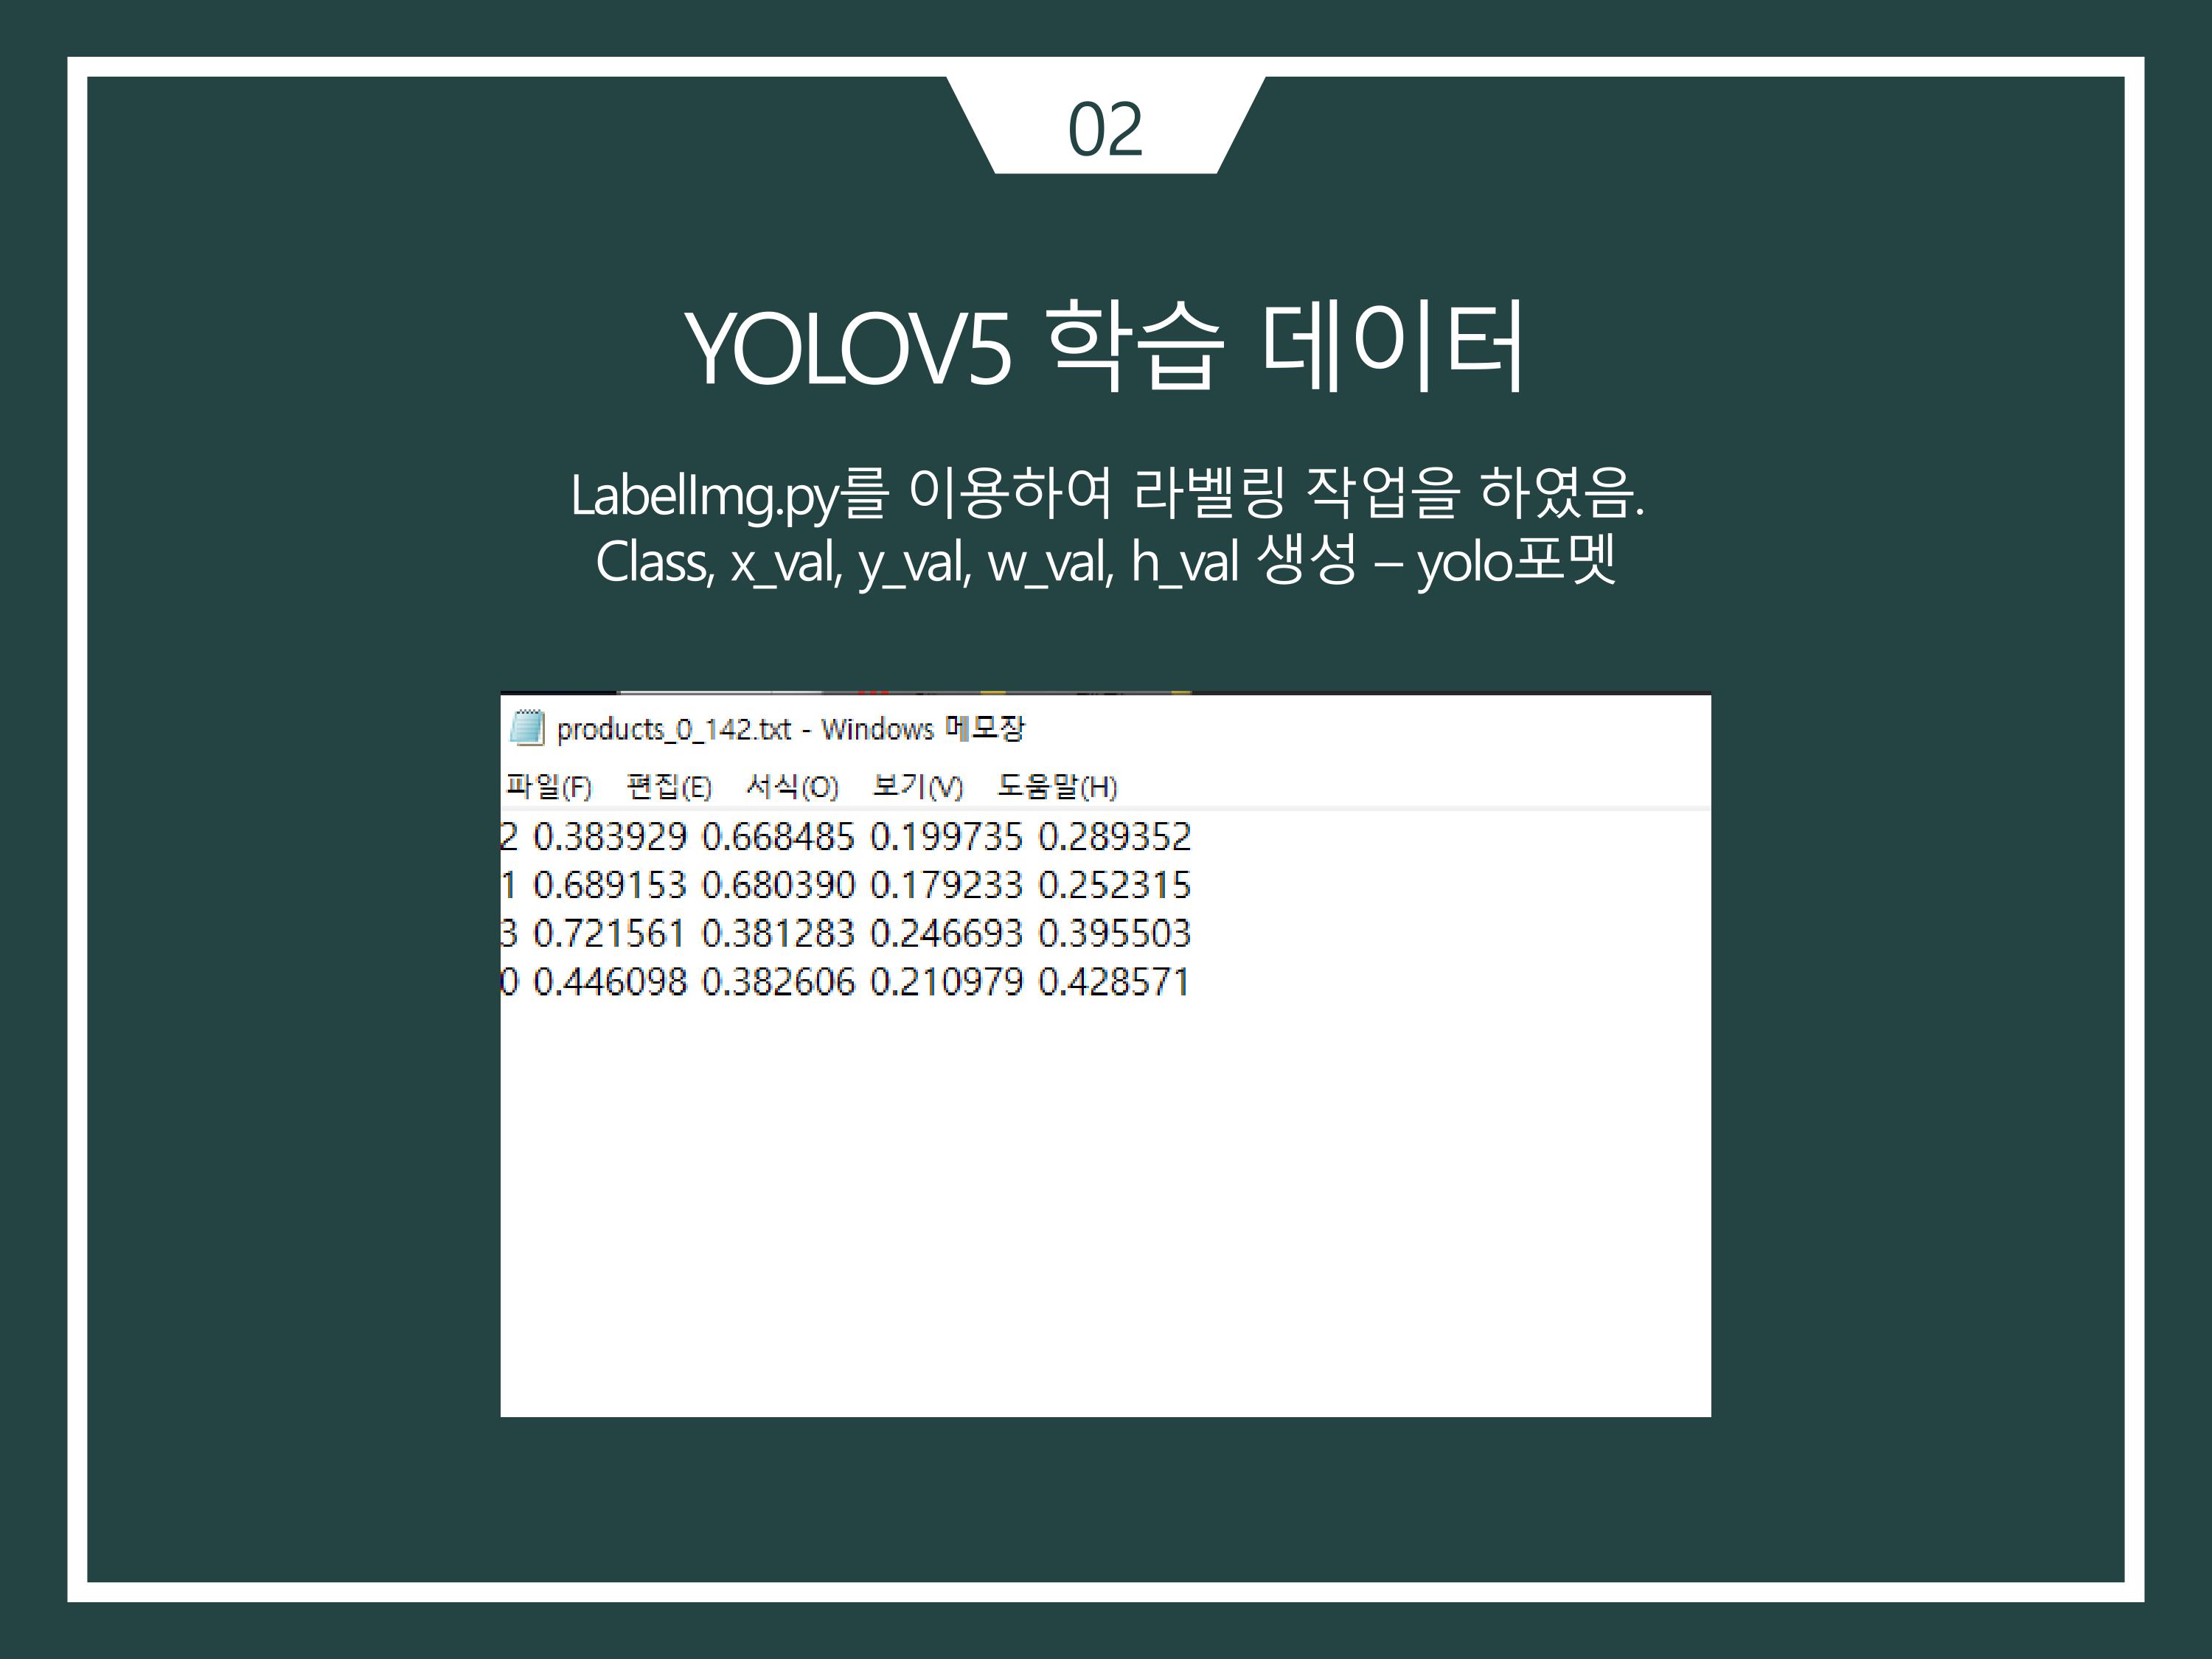 02
YOLOV5 학습 데이터
LabelImg.py를 이용하여 라벨링 작업을 하였음.
Class, x_val, y_val, w_val, h_val 생성 – yolo포멧
products_0_142.txt - Windows 메모장
파일(F) 편집(E) 서식(O) 보기(V) 도움말(H)
2 0.383929 0.668485 0.199735 0.289352
1 0.689153 0.680390 0.179233 0.252315
3 0.721561 0.381283 0.246693 0.395503
0 0.446098 0.382606 0.210979 0.428571